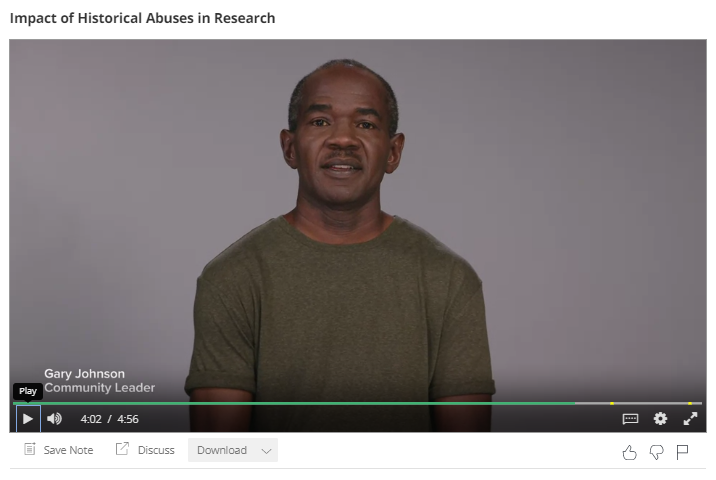 Impact of Historical Abuses in Research
Gary Johnson
Community Leader
Play
4:02 / 4:56
Save Note
Discuss
Download